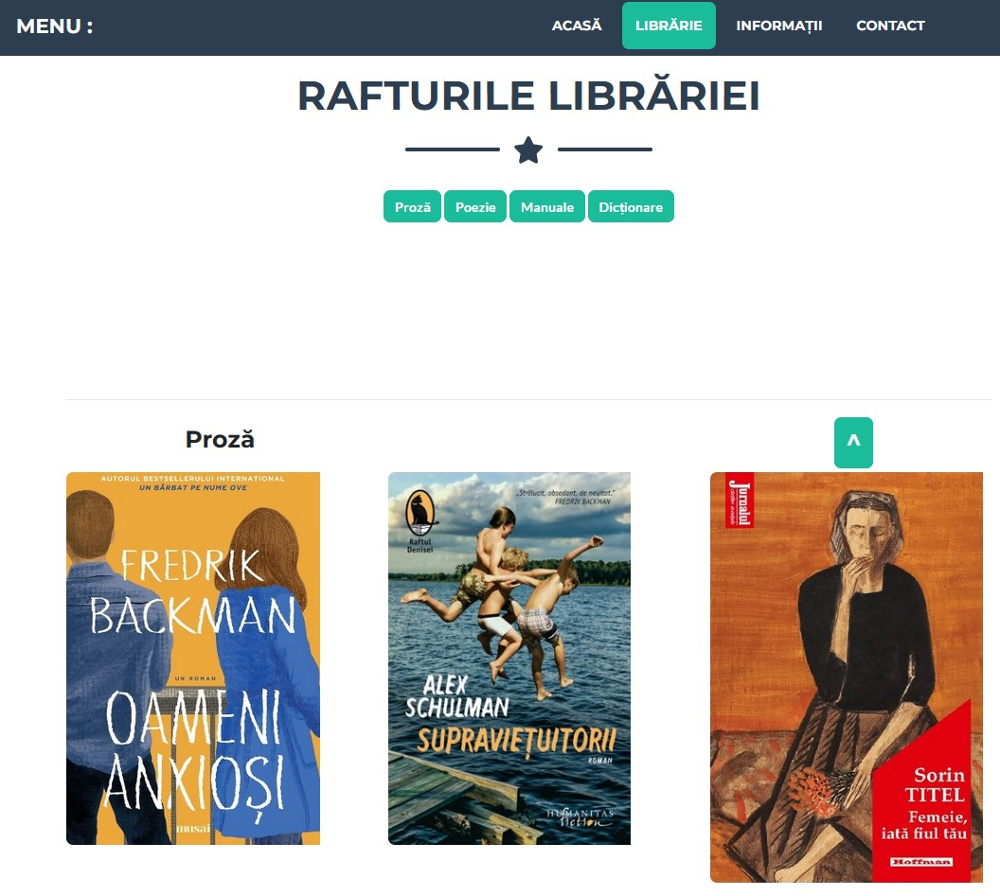 MENU :
ACASĂ
LIBRĂRIE
INFORMAȚII
CONTACT
RAFTURILE LIBRĂRIEI
Proză
Poezie
Manuale
Dicționare
Proză
^
AUTORUL BESTSELLERULUI INTERNAȚIONAL
UN BĂRBAT PE NUME OVE
FREDRIK
BACKMAN
UN ROMAN
OAMENI
ANXIOȘI
musai
Raftul
Denisei
„Strălucit, obsedant, de neuitat.”
FREDRIK BACKMAN
ALEX
SCHULMAN
SUPRAVIEȚUITORII
ROMAN
HUMANITAS
fiction
Jurnalul
Sorin
TITEL
Femeie,
iată fiul tău
Hoffman